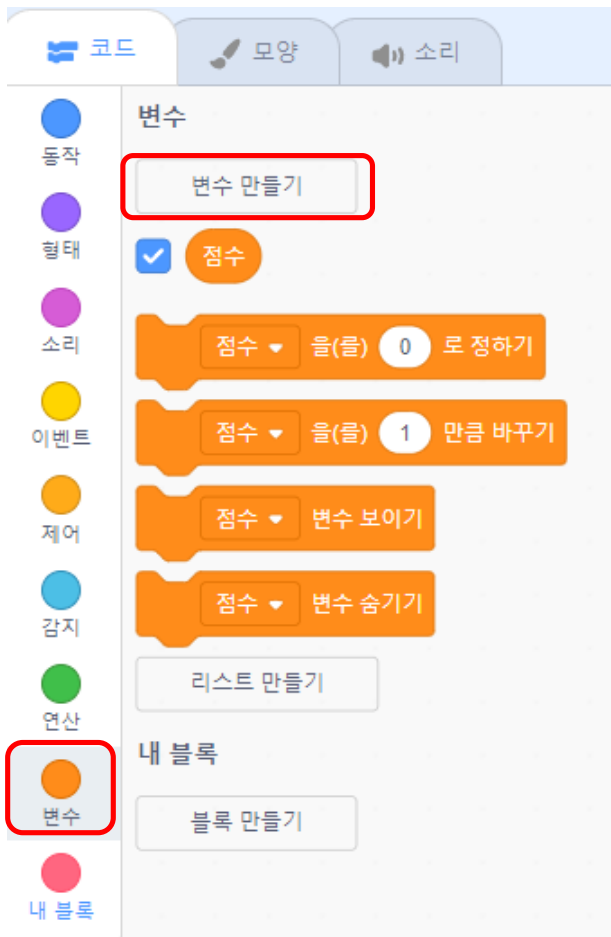 코드 모양 소리
동작
형태
소리
이벤트
제어
감지
연산
변수
내 블록
변수
변수 만들기
점수
점수 을(를) 0 로 정하기
점수 을(를) 1 만큼 바꾸기
점수 변수 보이기
점수 변수 숨기기
리스트 만들기
내 블록
블록 만들기